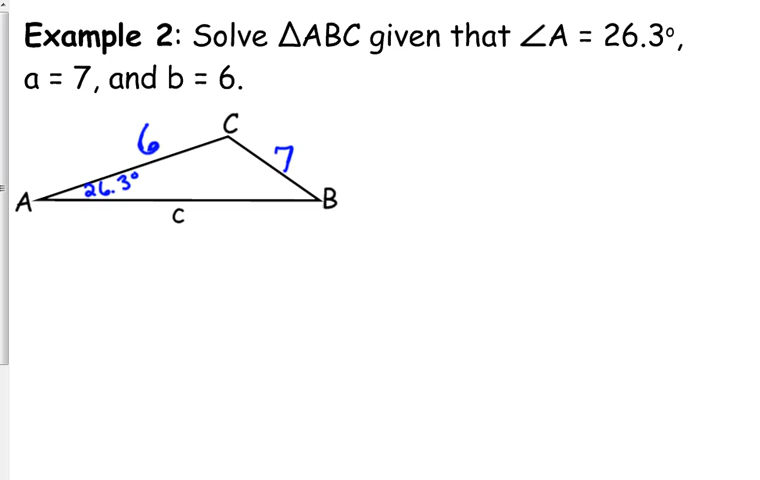 Example 2: Solve ΔABC given that ∠A = 26.3°,
a = 7, and b = 6.
C
6
7
26.3°
A
B
c